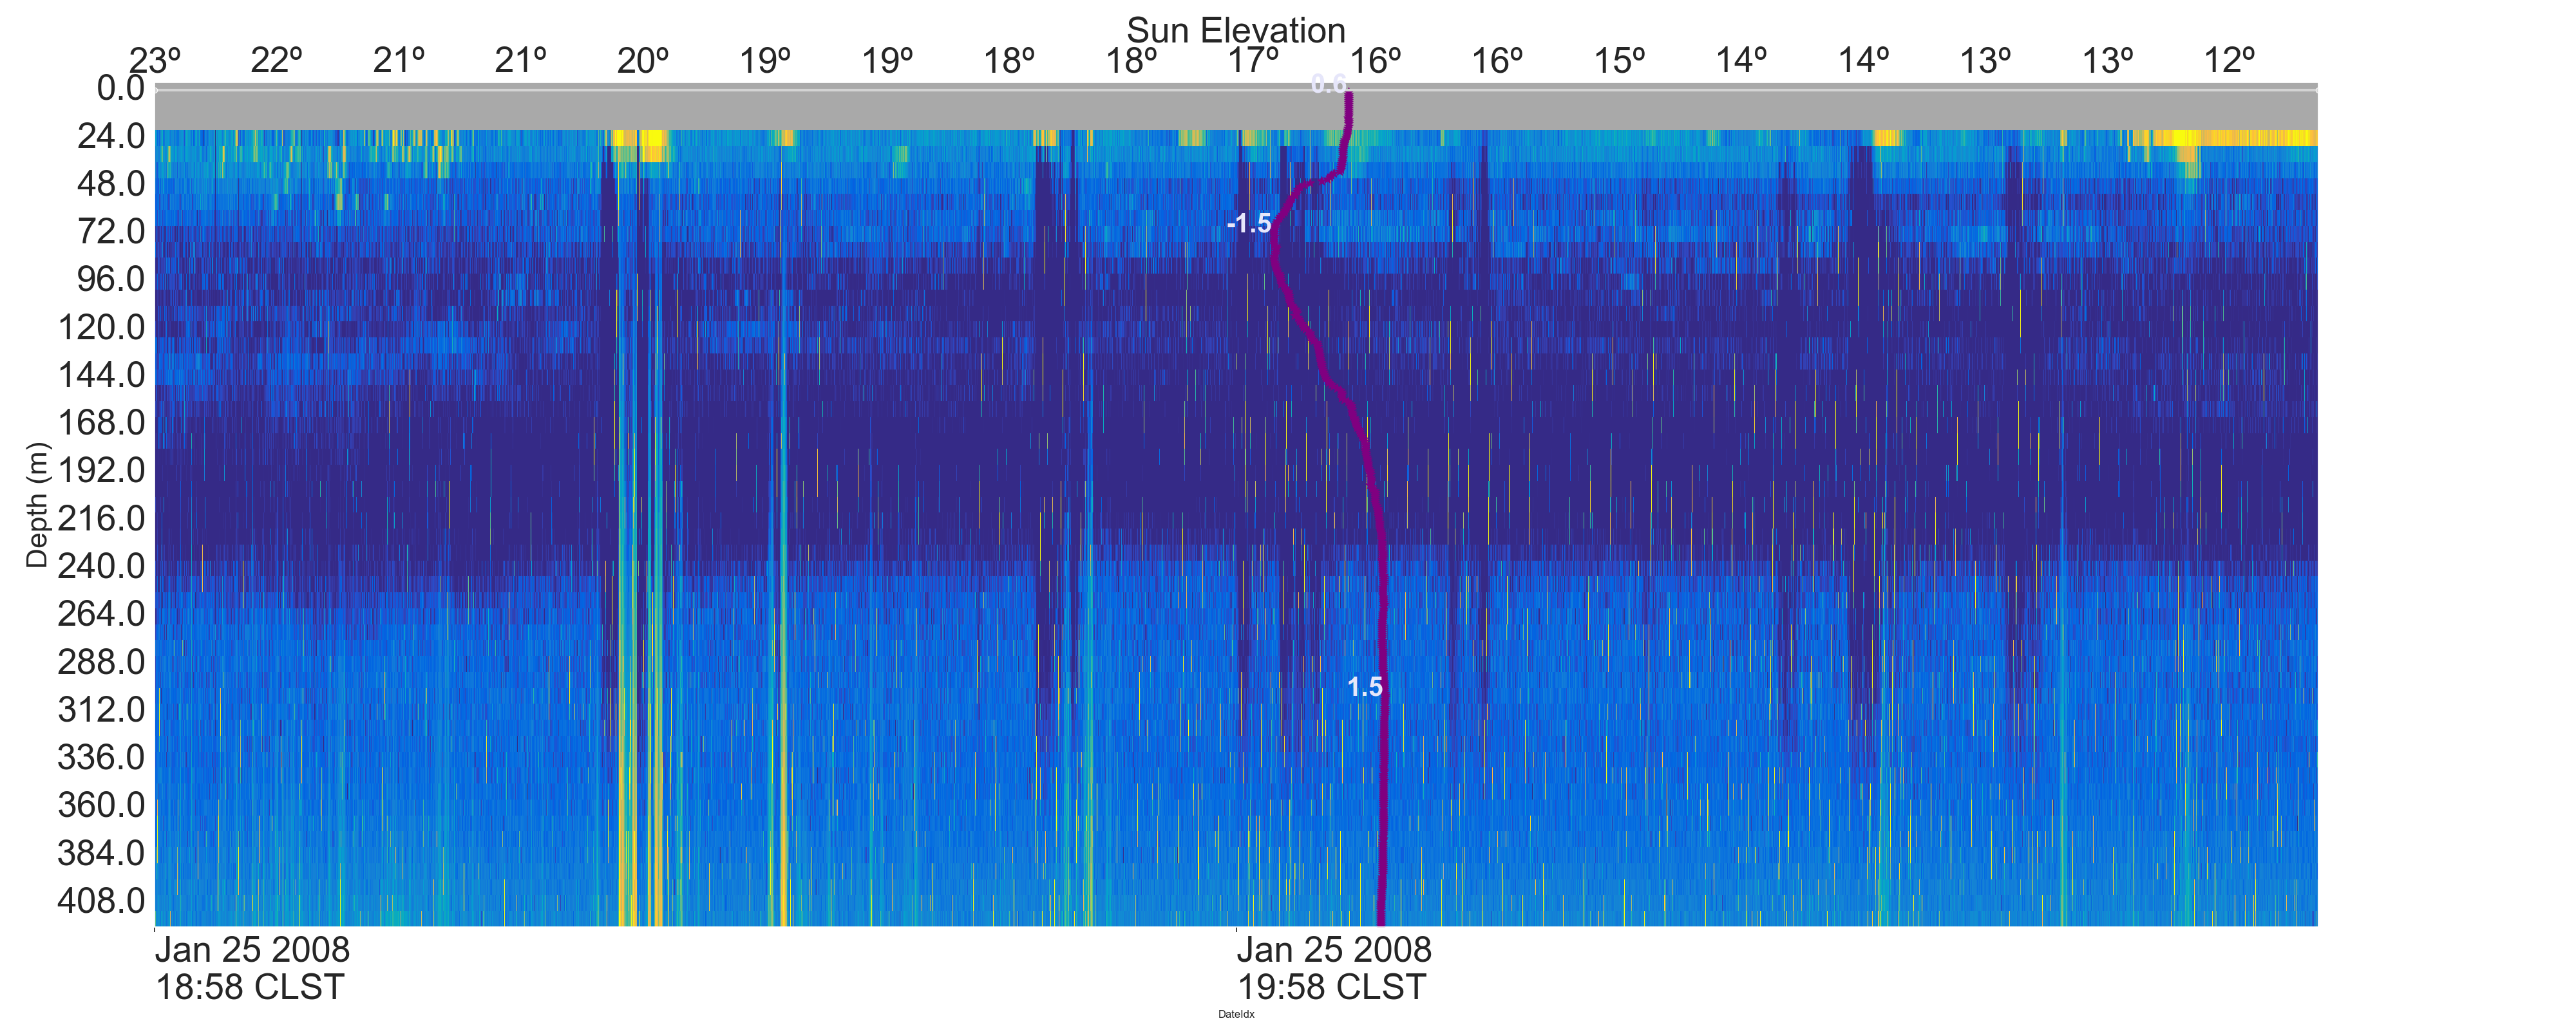 Sun Elevation
23º 22º 21º 21º 20º 19º 19º 18º 18º 17º 16º 16º 15º 14º 14º 13º 13º 12º
0.0
24.0
48.0
72.0
96.0
120.0
144.0
168.0
192.0
216.0
240.0
264.0
288.0
312.0
336.0
360.0
384.0
408.0
Depth (m)
0.6
-1.5
1.5
Jan 25 2008
18:58 CLST
Jan 25 2008
19:58 CLST
DateIdx